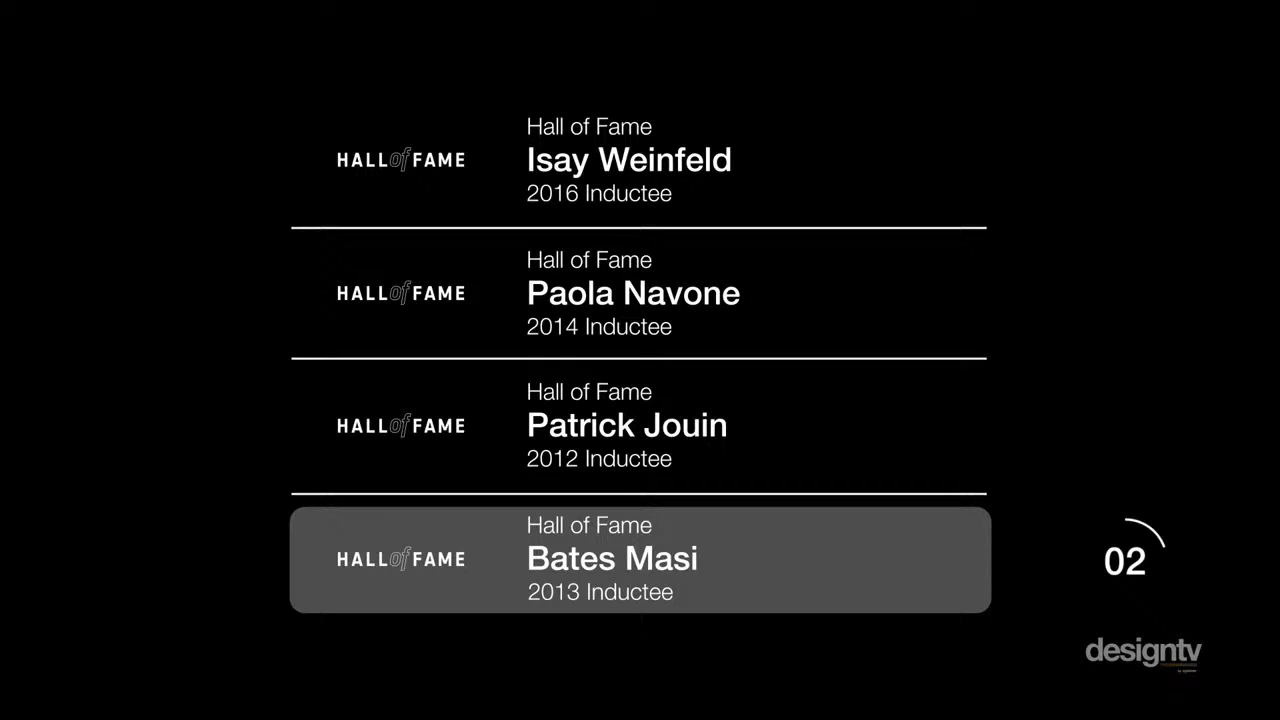 HALL of FAME
Hall of Fame
Isay Weinfeld
2016 Inductee
HALL of FAME
Hall of Fame
Paola Navone
2014 Inductee
HALL of FAME
Hall of Fame
Patrick Jouin
2012 Inductee
HALL of FAME
Hall of Fame
Bates Masi
2013 Inductee
02
designtv